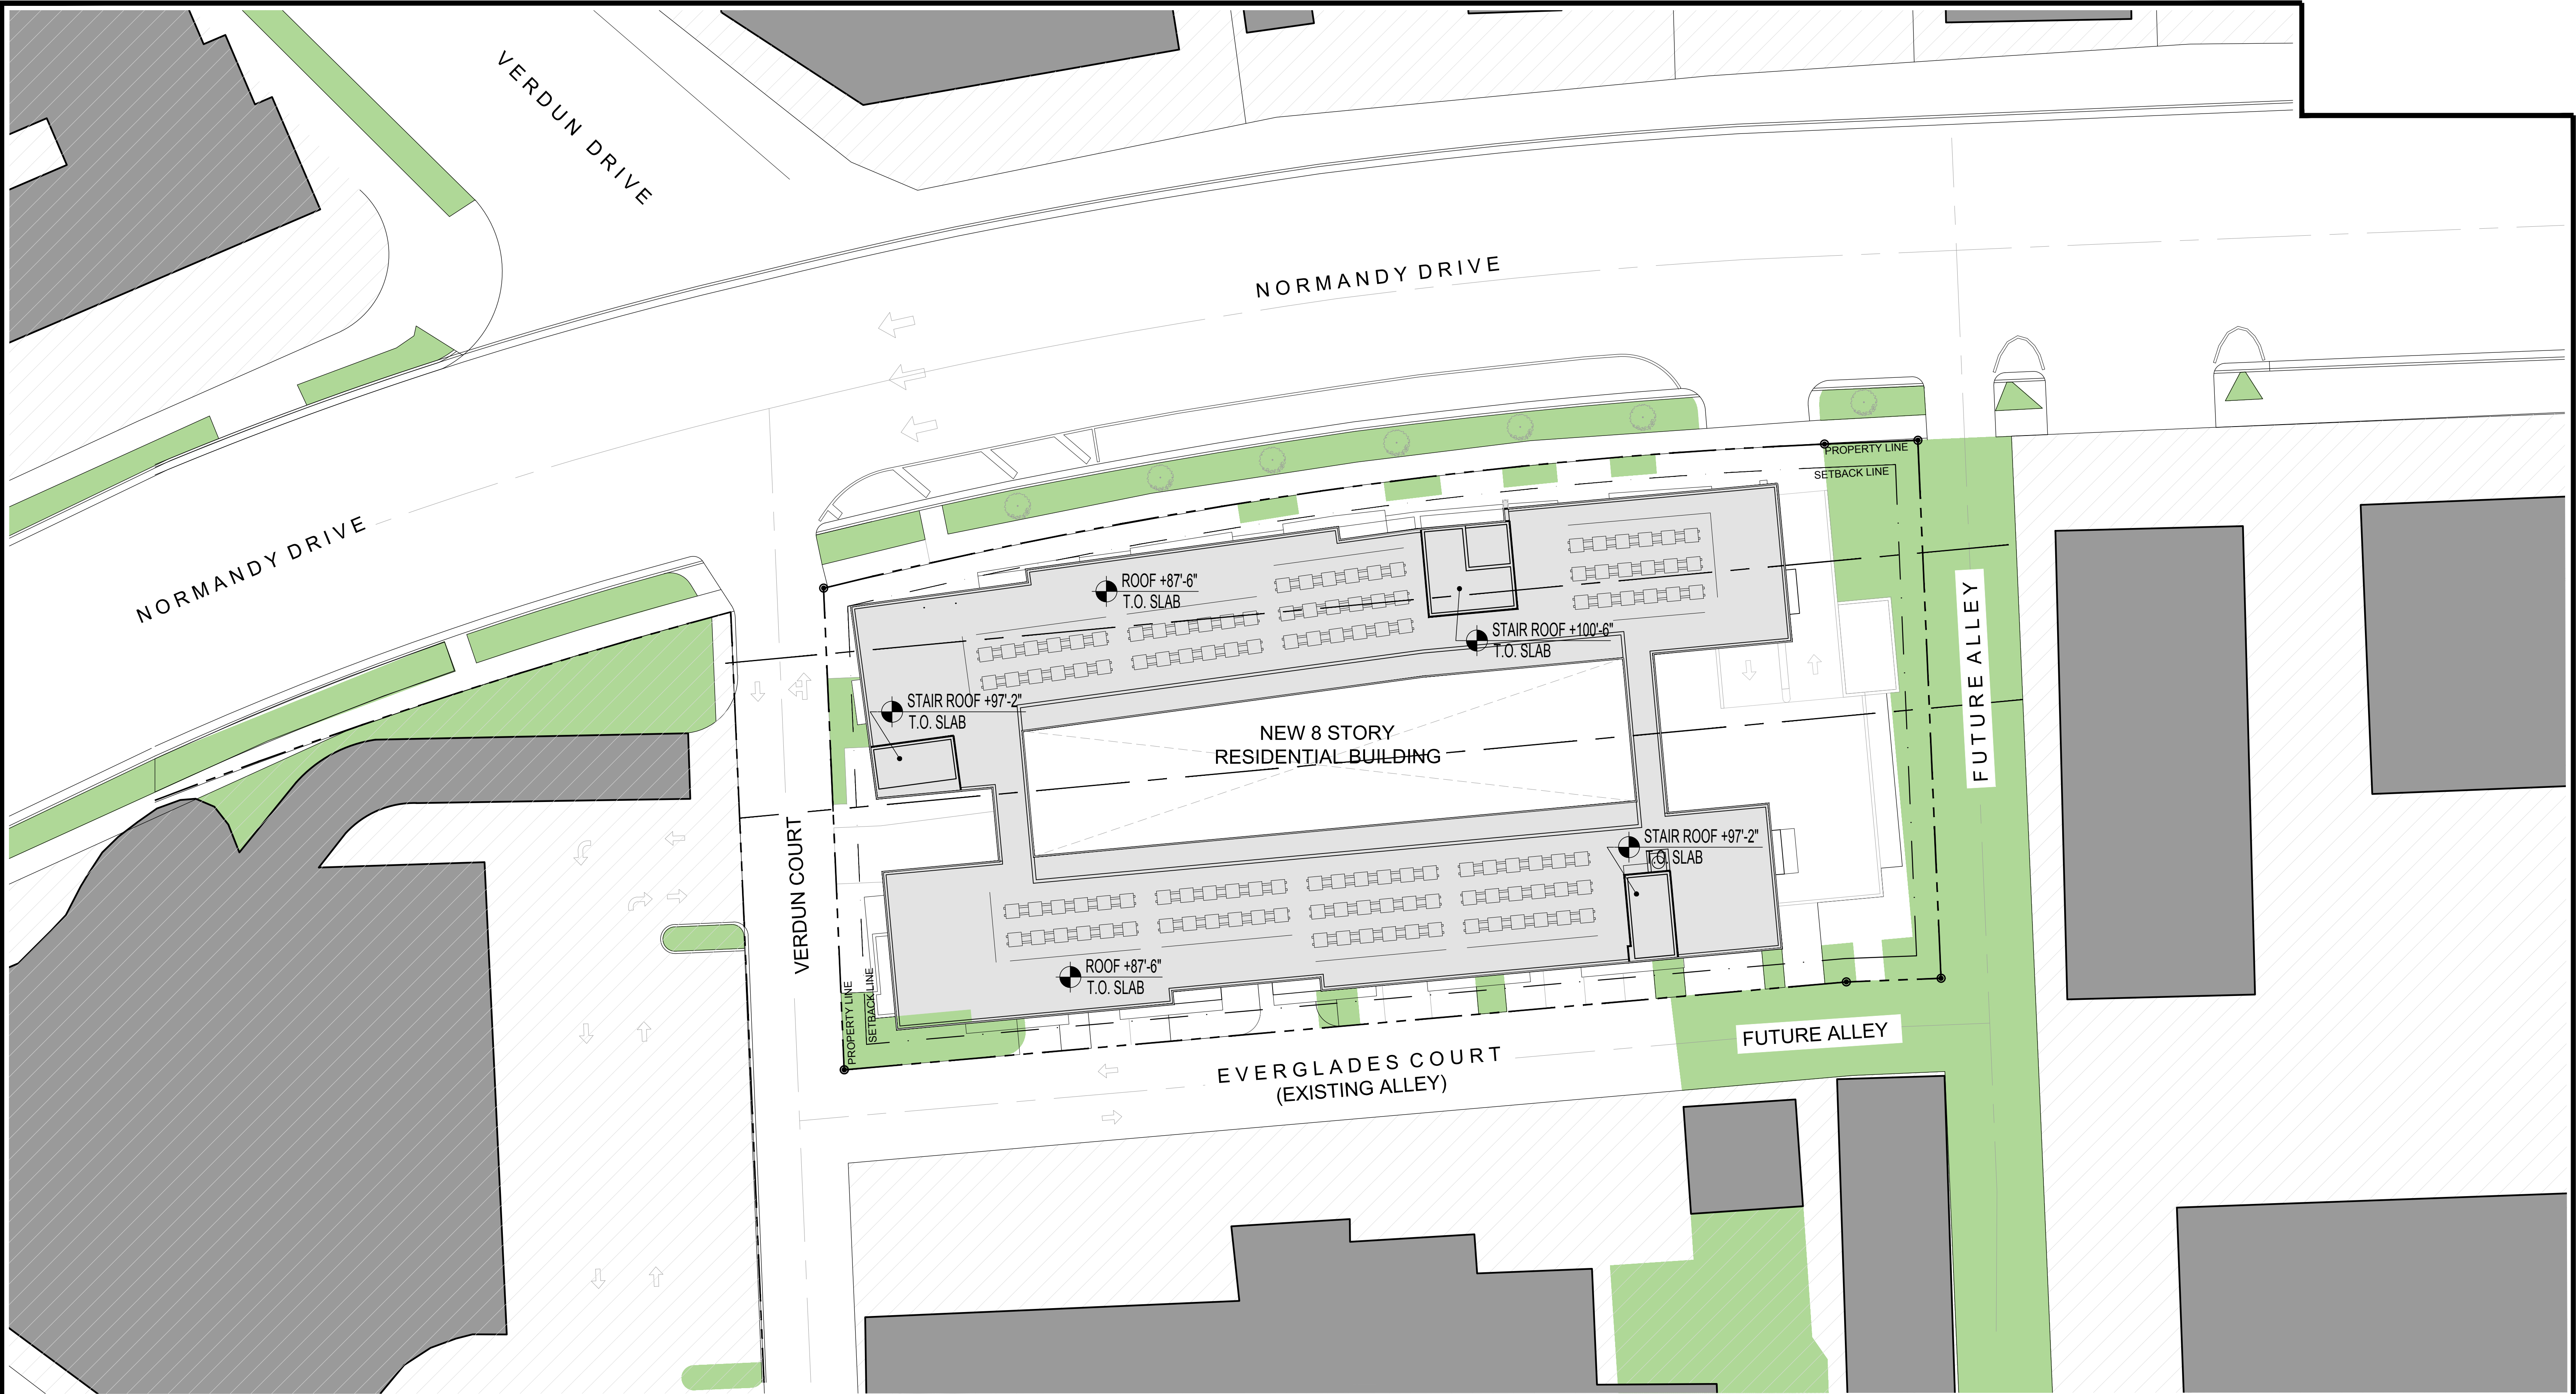 VERDUN DRIVE
NORMANDY DRIVE
PROPERTY LINE
SETBACK LINE
NORMANDY DRIVE
ROOF +87'-6"
T.O. SLAB
STAIR ROOF +100'-6"
T.O. SLAB
FUTURE ALLEY
STAIR ROOF +97'-2"
T.O. SLAB
NEW 8 STORY
RESIDENTIAL BUILDING
STAIR ROOF +97'-2"
T.O. SLAB
VERDUN COURT
ROOF +87'-6"
T.O. SLAB
PROPERTY LINE
SETBACK LINE
FUTURE ALLEY
EVERGLADES COURT
(EXISTING ALLEY)